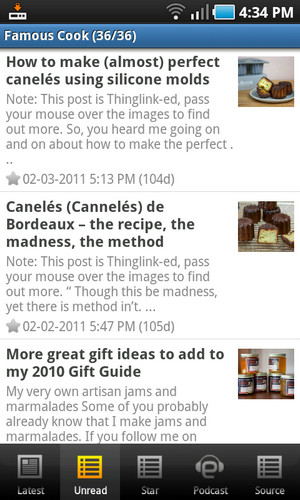 4:34 PM
Famous Cook (36/36)
How to make (almost) perfect
canelés using silicone molds
Note: This post is Thinglink-ed, pass
your mouse over the images to find
out more. So, you heard me going on
and on about how to make the perfect .
..
02-03-2011 5:13 PM (104d)
Canelés (Cannelés) de
Bordeaux – the recipe, the
madness, the method
Note: This post is Thinglink-ed, pass
your mouse over the images to find
out more. “ Though this be madness,
yet there is method in’t. ...
02-02-2011 5:47 PM (105d)
More great gift ideas to add to
my 2010 Gift Guide
My very own artisan jams and
marmalades Some of you probably
already know that I make jams and
marmalades. If you follow me on
Latest Unread Star Podcast Source